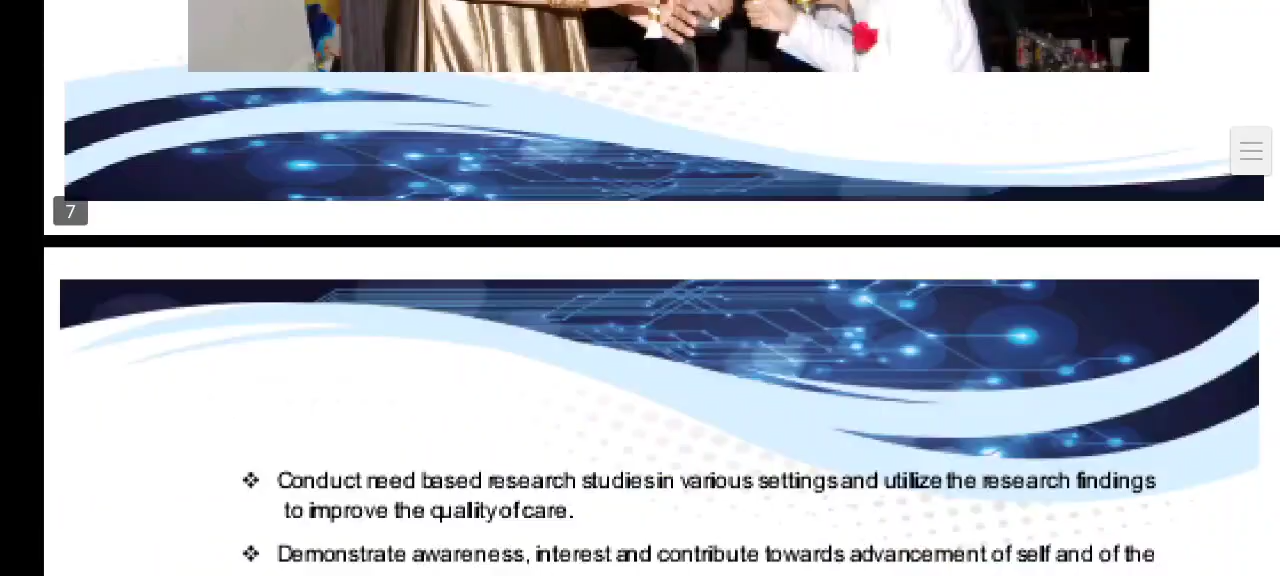 7
❖ Conduct need based research studies in various settings and utilize the research findings
to improve the quality of care.
❖ Demonstrate awareness, interest and contribute towards advancement of self and of the